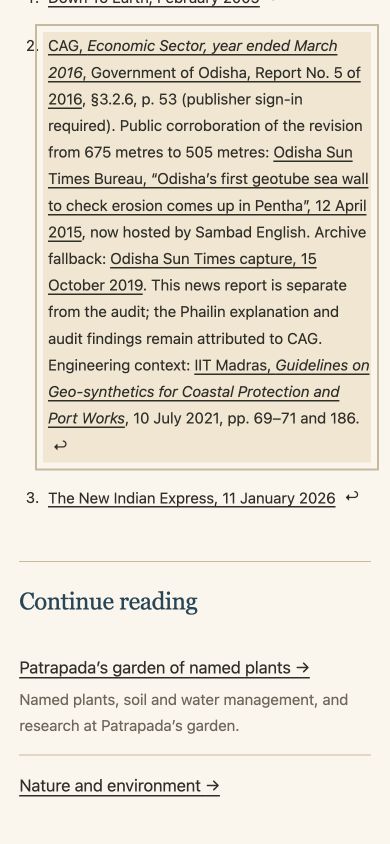 1. Down To Earth, February 2005 ↩
2. CAG, Economic Sector, year ended March
2016, Government of Odisha, Report No. 5 of
2016, §3.2.6, p. 53 (publisher sign-in
required). Public corroboration of the revision
from 675 metres to 505 metres: Odisha Sun
Times Bureau, “Odisha’s first geotube sea wall
to check erosion comes up in Pentha”, 12 April
2015, now hosted by Sambad English. Archive
fallback: Odisha Sun Times capture, 15
October 2019. This news report is separate
from the audit; the Phailin explanation and
audit findings remain attributed to CAG.
Engineering context: IIT Madras, Guidelines on
Geo-synthetics for Coastal Protection and
Port Works, 10 July 2021, pp. 69–71 and 186.
↩
3. The New Indian Express, 11 January 2026 ↩
Continue reading
Patrapada’s garden of named plants →
Named plants, soil and water management, and
research at Patrapada’s garden.
Nature and environment →